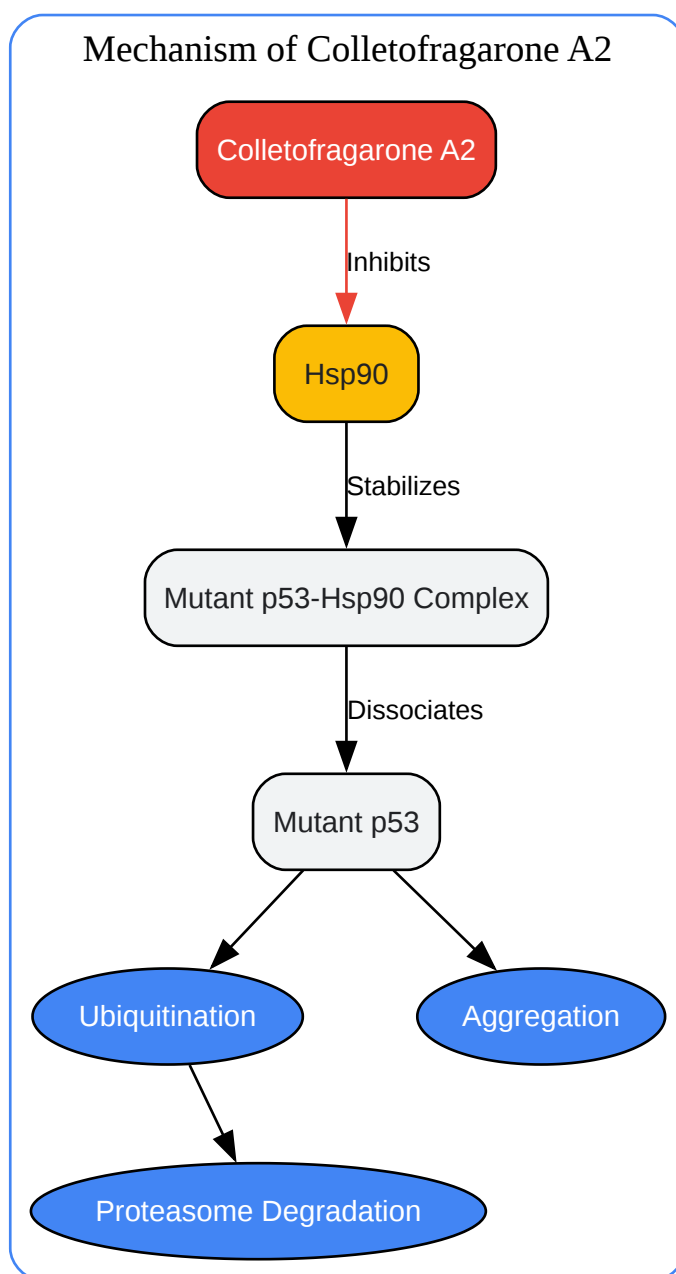 Mechanism of Colletofragarone A2
Colletofragarone A2
Inhibits
Hsp90
Stabilizes
Mutant p53-Hsp90 Complex
Dissociates
Mutant p53
Ubiquitination
Aggregation
Proteasome Degradation